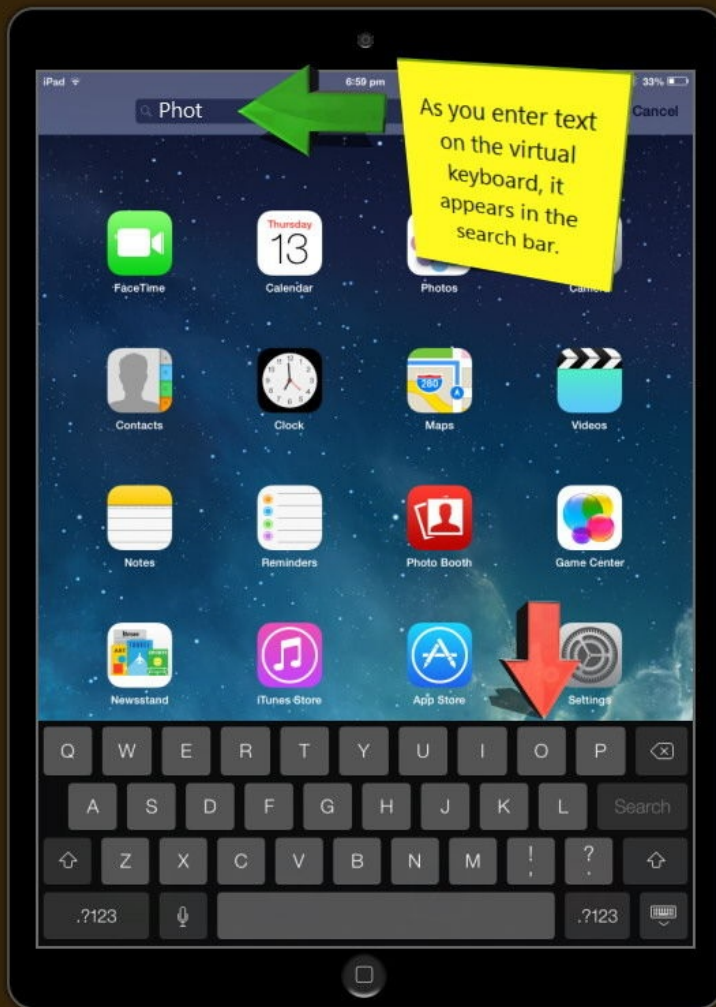 iPad 6:59 pm 33%
Phot
Cancel
As you enter text
on the virtual
keyboard, it
appears in the
search bar.
Thursday
13
FaceTime Calendar Photos Camera
280
Contacts Clock Maps Videos
Notes Reminders Photo Booth Game Center
Newsstand iTunes Store App Store Settings
Q W E R T Y U I O P
A S D F G H J K L Search
Z X C V B N M ! , ? .
.?123 .?123